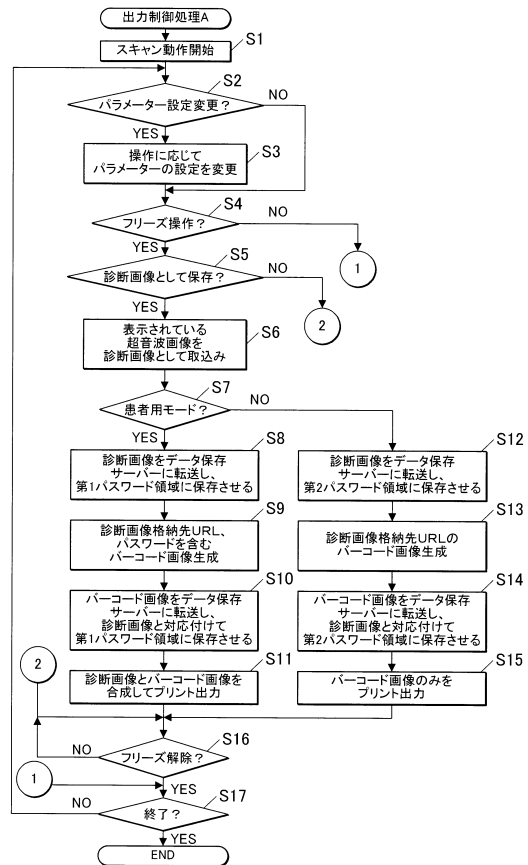 出力制御処理A
スキャン動作開始
S1
S2
パラメーター設定変更？
NO
YES
操作に応じて
パラメーターの設定を変更
S3
S4
フリーズ操作？
NO
YES
1
S5
診断画像として保存？
NO
YES
2
表示されている
超音波画像を
診断画像として取込み
S6
S7
患者用モード？
NO
YES
S8
診断画像をデータ保存
サーバーに転送し、
第1パスワード領域に保存させる
S12
診断画像をデータ保存
サーバーに転送し、
第2パスワード領域に保存させる
S9
診断画像格納先URL、
パスワードを含む
バーコード画像生成
S13
診断画像格納先URLの
バーコード画像生成
S10
バーコード画像をデータ保存
サーバーに転送し、
診断画像と対応付けて
第1パスワード領域に保存させる
S14
バーコード画像をデータ保存
サーバーに転送し、
診断画像と対応付けて
第2パスワード領域に保存させる
2
S11
診断画像とバーコード画像を
合成してプリント出力
S15
バーコード画像のみを
プリント出力
S16
フリーズ解除？
NO
YES
1
S17
終了？
NO
YES
END